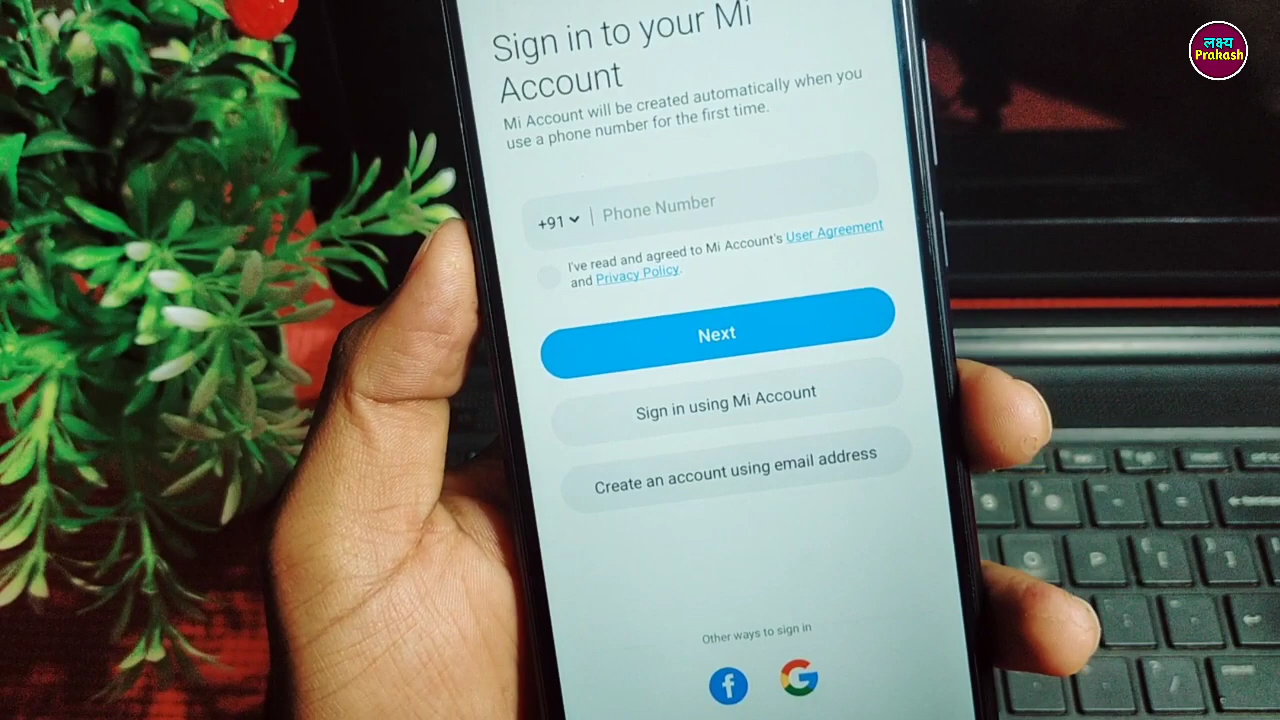 लक्ष्य
Prakash
Sign in to your Mi
Account
Mi Account will be created automatically when you
use a phone number for the first time.
+91
Phone Number
I've read and agreed to Mi Account's User Agreement
and Privacy Policy.
Next
Sign in using Mi Account
Create an account using email address
Other ways to sign in
f
G